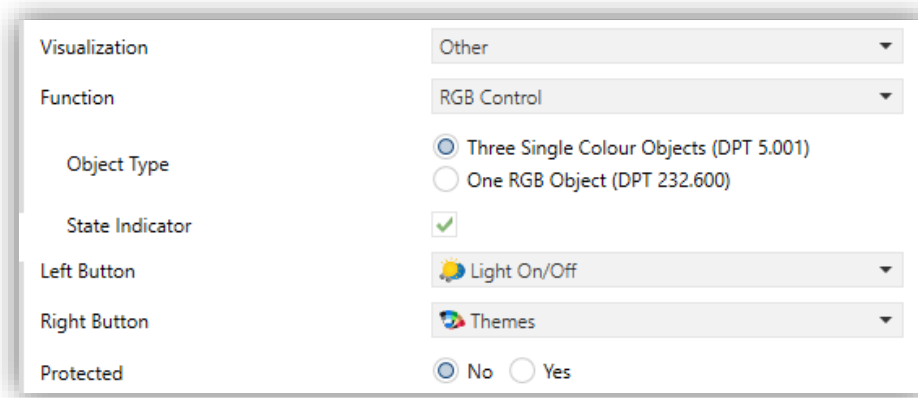 Visualization Other
Function RGB Control
Object Type
Three Single Colour Objects (DPT 5.001)
One RGB Object (DPT 232.600)
State Indicator
Left Button Light On/Off
Right Button Themes
Protected No Yes